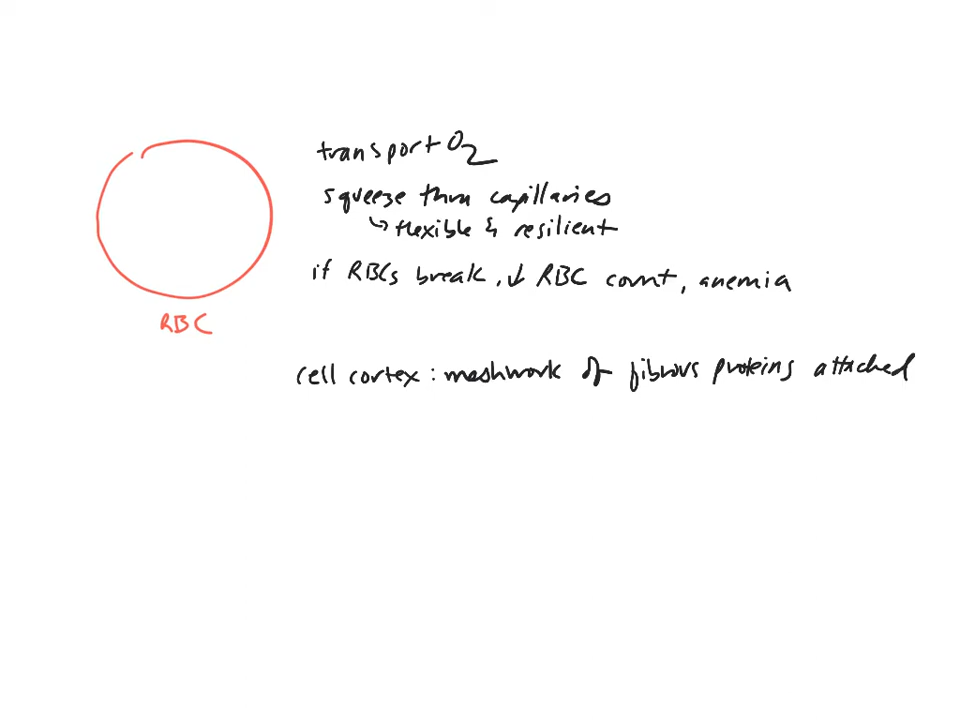 transport O2
squeeze thru capillaries
↳ flexible & resilient
if RBCs break, ↓ RBC count, anemia
RBC
cell cortex: meshwork of fibrous proteins attached